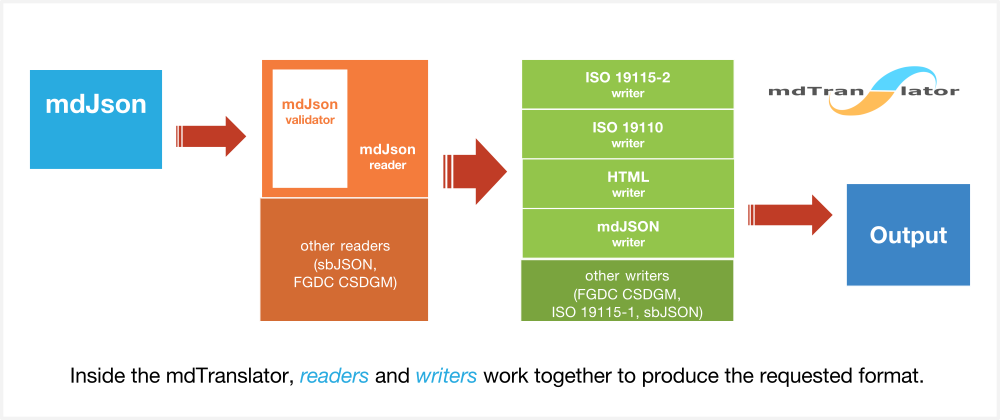 mdJson
mdJson
validator
mdJson
reader
other readers
(sbJSON,
FGDC CSDGM)
ISO 19115-2
writer
ISO 19110
writer
HTML
writer
mdJSON
writer
other writers
(FGDC CSDGM,
ISO 19115-1, sbJSON)
mdTran lator
Output
Inside the mdTranslator, readers and writers work together to produce the requested format.